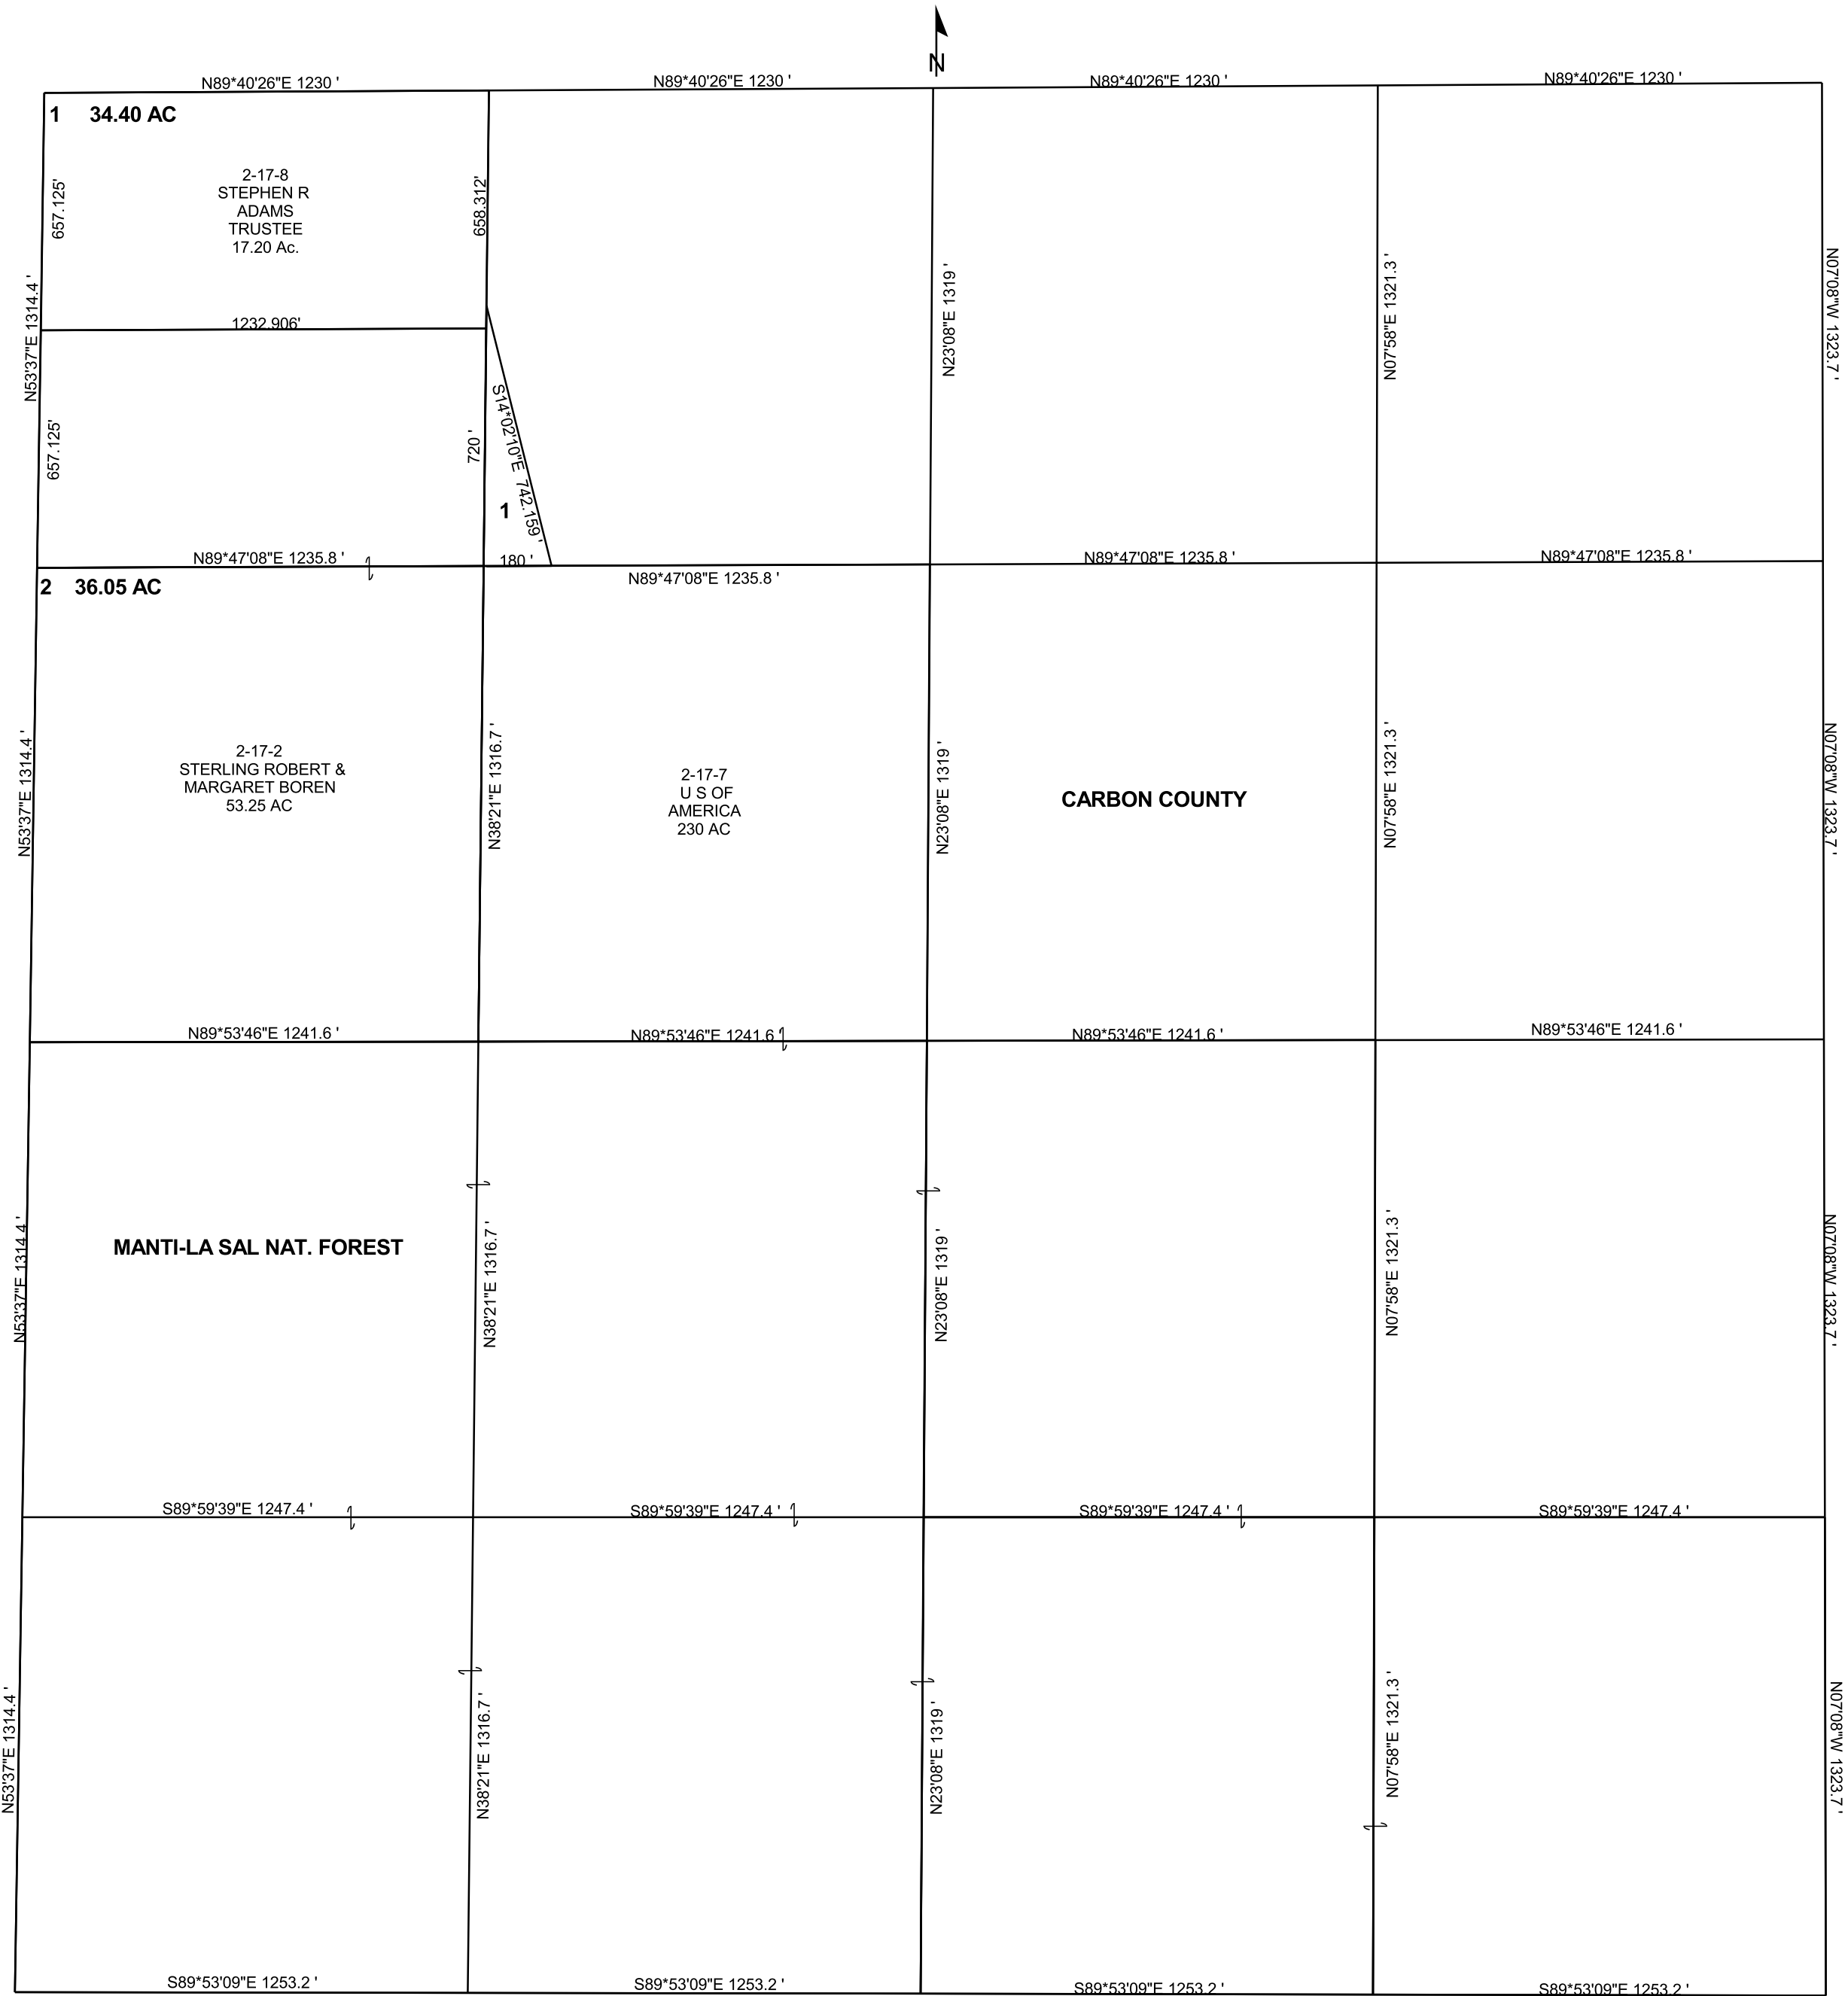 N
N89*40'26"E 1230 '
N89*40'26"E 1230 '
N89*40'26"E 1230 '
N89*40'26"E 1230 '
1 34.40 AC
2-17-8
STEPHEN R
ADAMS
TRUSTEE
17.20 Ac.
657.125'
658.312'
N53'37"E 1314.4 '
N23'08"E 1319 '
N07'58"E 1321.3 '
N07'08"W 1323.7 '
1232.906'
657.125'
720 '
S14*02'10"E 742.159 '
1
180 '
N89*47'08"E 1235.8 '
N89*47'08"E 1235.8 '
N89*47'08"E 1235.8 '
N89*47'08"E 1235.8 '
2 36.05 AC
2-17-2
STERLING ROBERT &
MARGARET BOREN
53.25 AC
2-17-7
U S OF
AMERICA
230 AC
CARBON COUNTY
N53'37"E 1314.4 '
N38'21"E 1316.7 '
N23'08"E 1319 '
N07'58"E 1321.3 '
N07'08"W 1323.7 '
N89*53'46"E 1241.6 '
N89*53'46"E 1241.6 '
N89*53'46"E 1241.6 '
N89*53'46"E 1241.6 '
MANTI-LA SAL NAT. FOREST
N53'37"E 1314.4 '
N38'21"E 1316.7 '
N23'08"E 1319 '
N07'58"E 1321.3 '
N07'08"W 1323.7 '
S89*59'39"E 1247.4 '
S89*59'39"E 1247.4 '
S89*59'39"E 1247.4 '
S89*59'39"E 1247.4 '
N53'37"E 1314.4 '
N38'21"E 1316.7 '
N23'08"E 1319 '
N07'58"E 1321.3 '
N07'08"W 1323.7 '
S89*53'09"E 1253.2 '
S89*53'09"E 1253.2 '
S89*53'09"E 1253.2 '
S89*53'09"E 1253.2 '